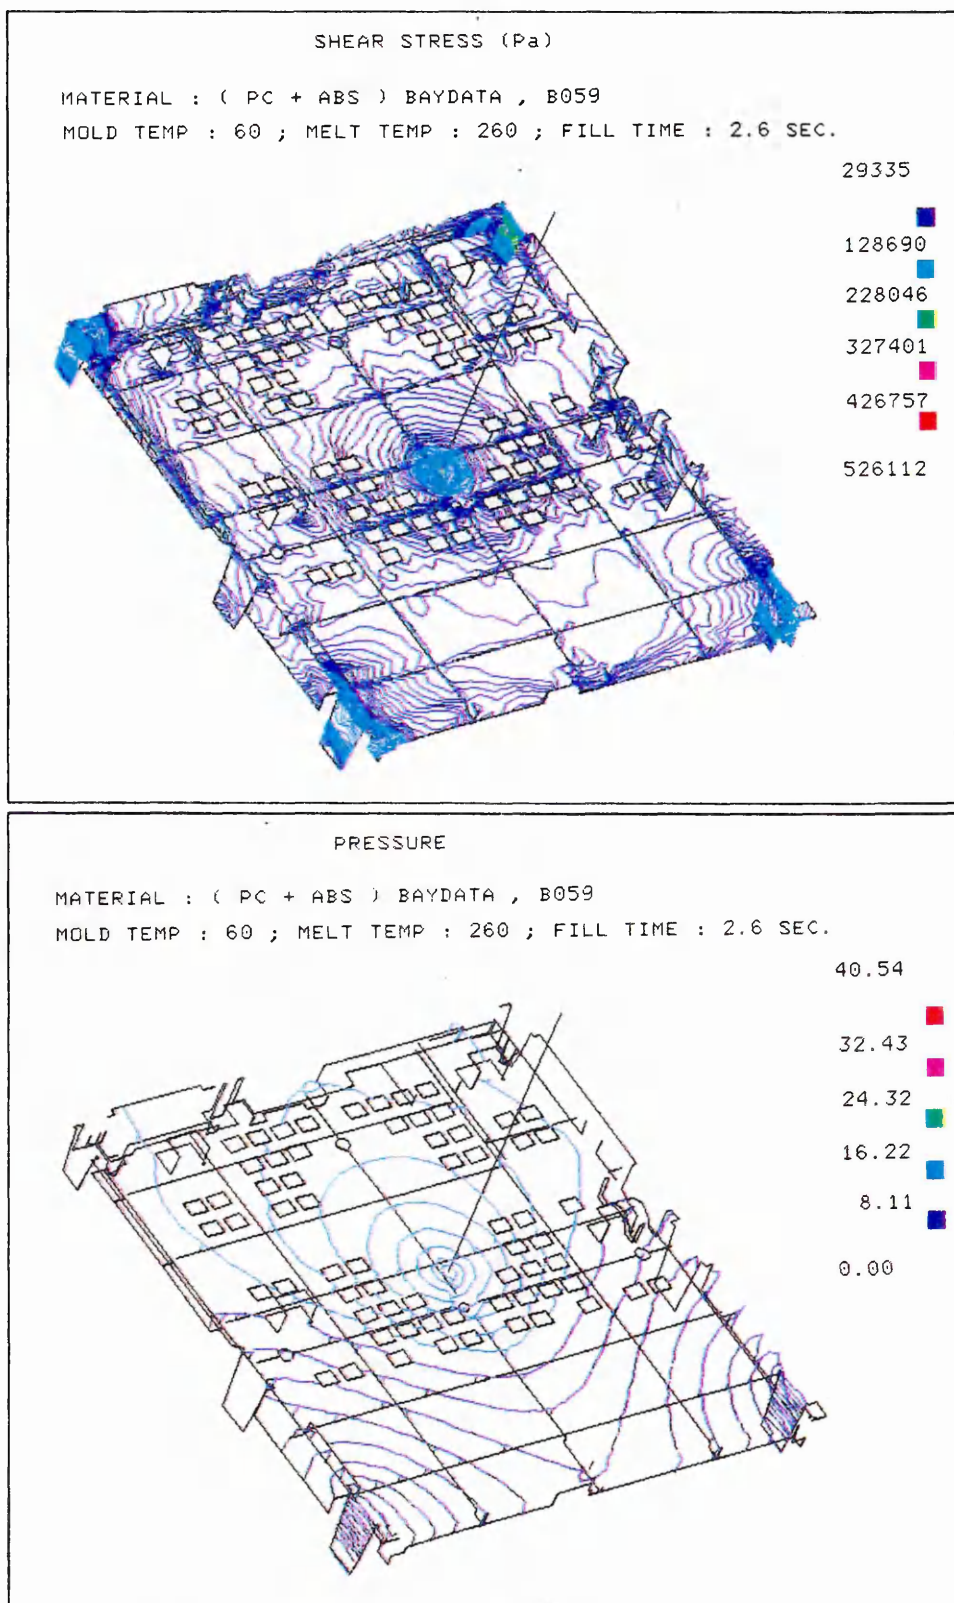 SHEAR STRESS (Pa)
MATERIAL : ( PC + ABS ) BAYDATA , B059
MOLD TEMP : 60 ; MELT TEMP : 260 ; FILL TIME : 2.6 SEC.
29335
128690
228046
327401
426757
526112
PRESSURE
MATERIAL : ( PC + ABS ) BAYDATA , B059
MOLD TEMP : 60 ; MELT TEMP : 260 ; FILL TIME : 2.6 SEC.
40.54
32.43
24.32
16.22
8.11
0.00